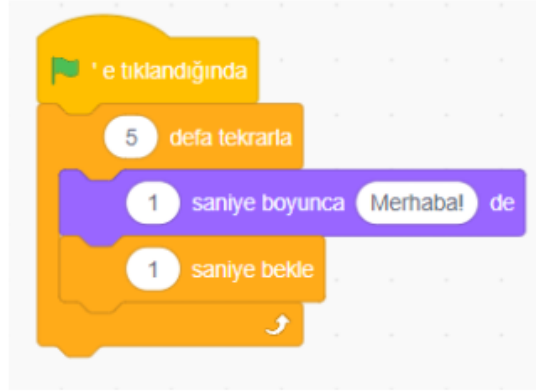 ' e tıklandığında
5 defa tekrarla
1 saniye boyunca Merhaba! de
1 saniye bekle